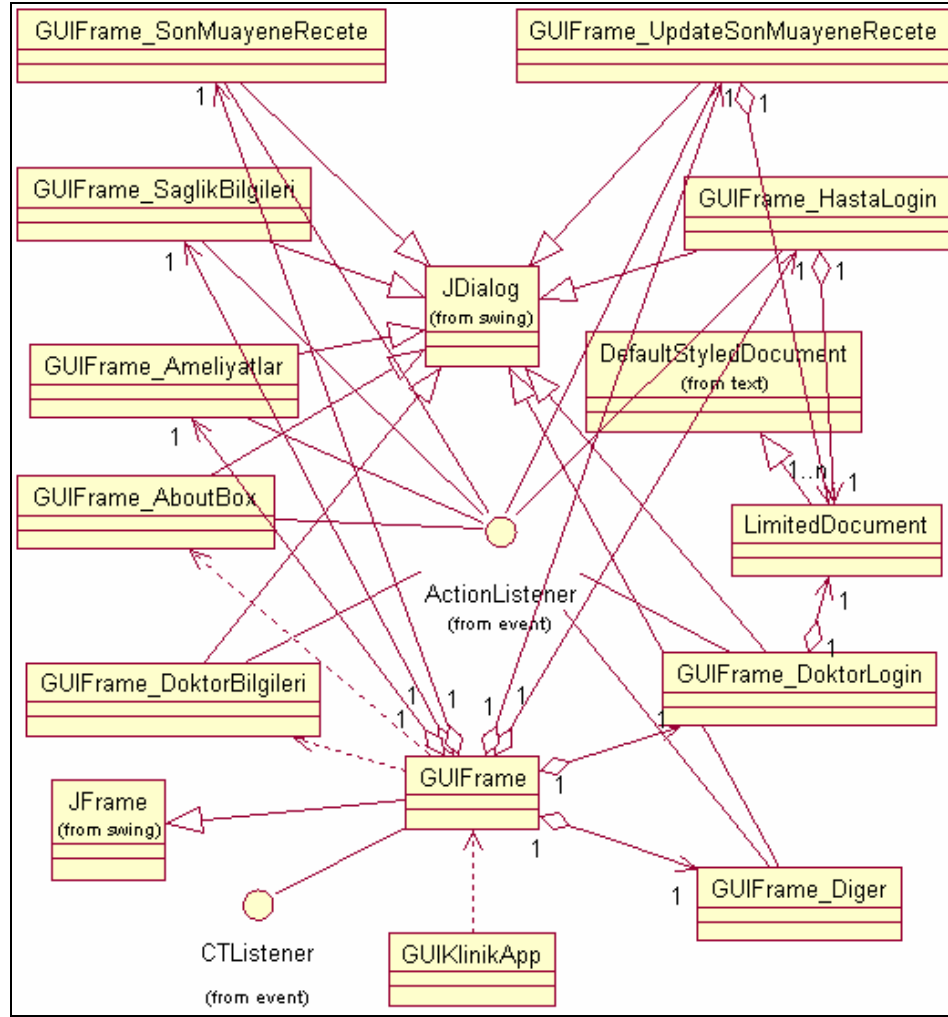 GUIFrame_SonMuayeneRecete
GUIFrame_UpdateSonMuayeneRecete
1
1
1
GUIFrame_SaglikBilgileri
GUIFrame_HastaLogin
1
1
1
JDialog
(from swing)
GUIFrame_Ameliyatlar
DefaultStyledDocument
(from text)
1
1..n
1
GUIFrame_AboutBox
LimitedDocument
ActionListener
(from event)
1
1
GUIFrame_DoktorBilgileri
GUIFrame_DoktorLogin
1
1
1
1
1
1
GUIFrame
JFrame
(from swing)
1
1
GUIFrame_Diger
CTListener
(from event)
GUIKlinikApp